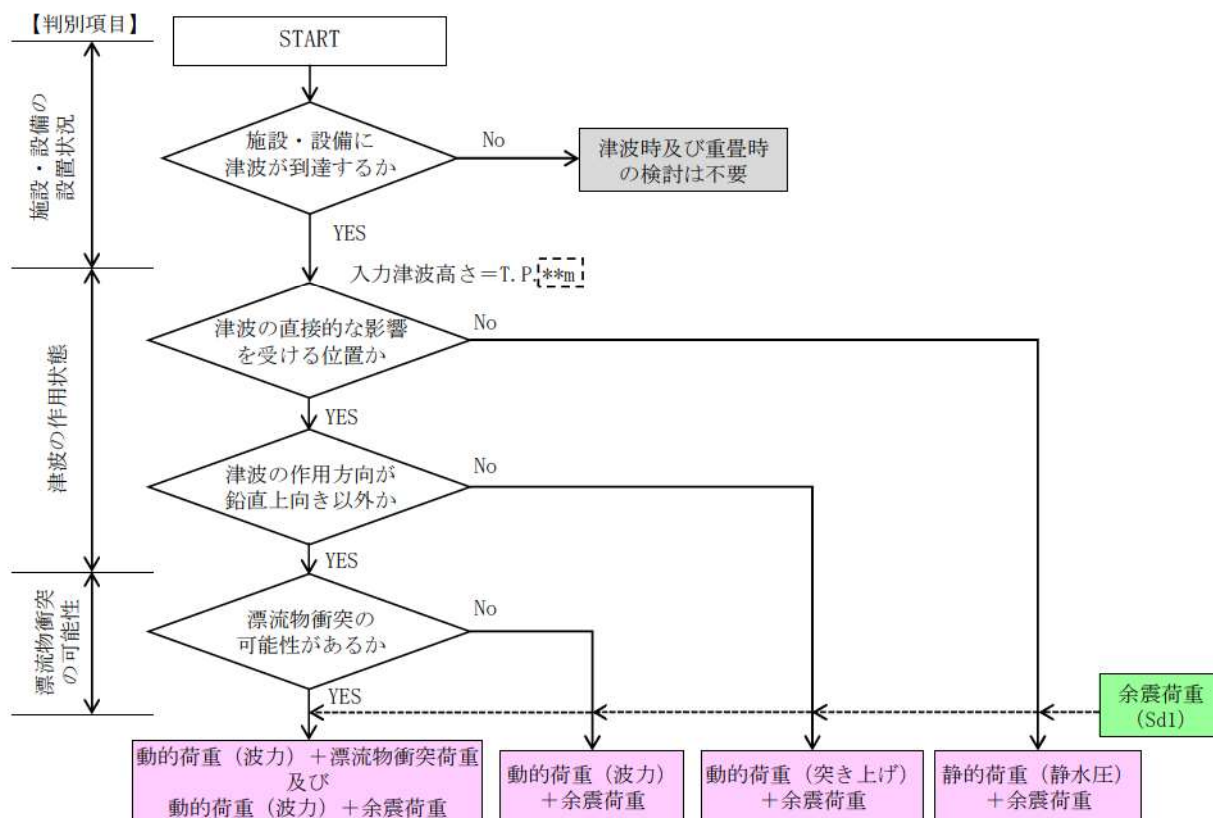 【判別項目】
START
施設・設備の
設置状況
施設・設備に
津波が到達するか
No
津波時及び重畳時
の検討は不要
YES
入力津波高さ＝T.P.**m
津波の作用状態
津波の直接的な影響
を受ける位置か
No
YES
津波の作用方向が
鉛直上向き以外か
No
YES
漂流物衝突
の可能性
漂流物衝突の
可能性があるか
No
YES
余震荷重
(Sd1)
動的荷重（波力）＋漂流物衝突荷重
及び
動的荷重（波力）＋余震荷重
動的荷重（波力）
＋余震荷重
動的荷重（突き上げ）
＋余震荷重
静的荷重（静水圧）
＋余震荷重